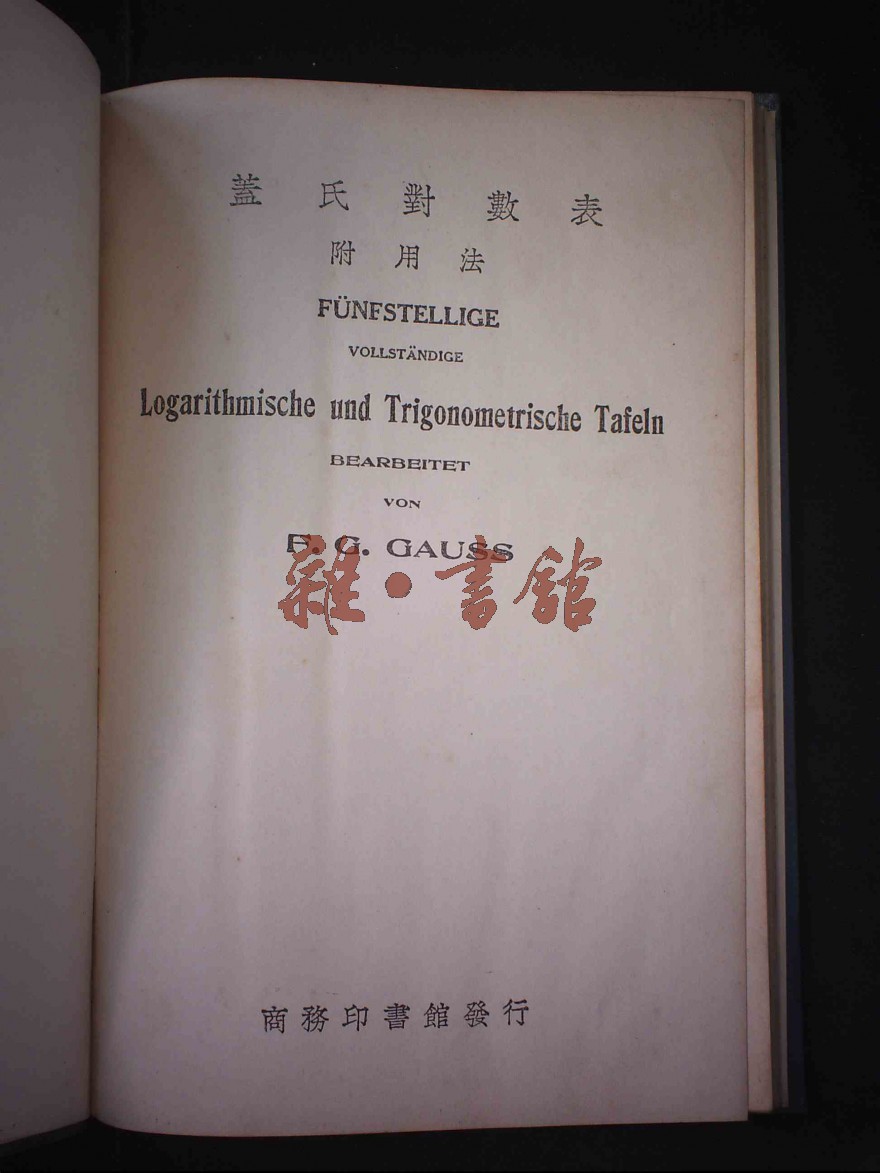 蓋氏對數表
附用法
FÜNFSTELLIGE
VOLLSTÄNDIGE
Logarithmische und Trigonometrische Tafeln
BEARBEITET
VON
F. G. GAUSS
雜·書館
商務印書館發行